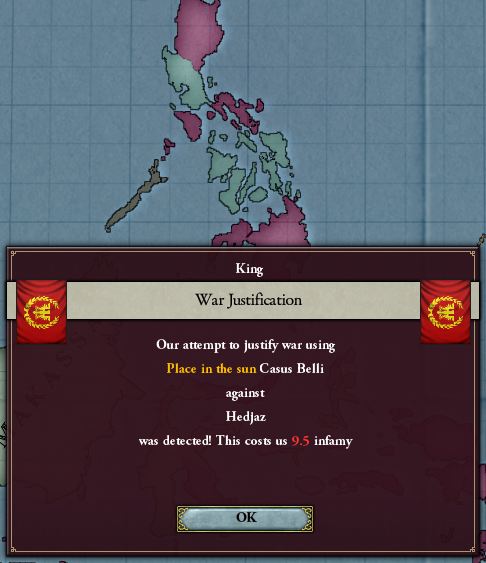 King
War Justification
Our attempt to justify war using
Place in the sun Casus Belli
against
Hedjaz
was detected! This costs us 9.5 infamy
OK